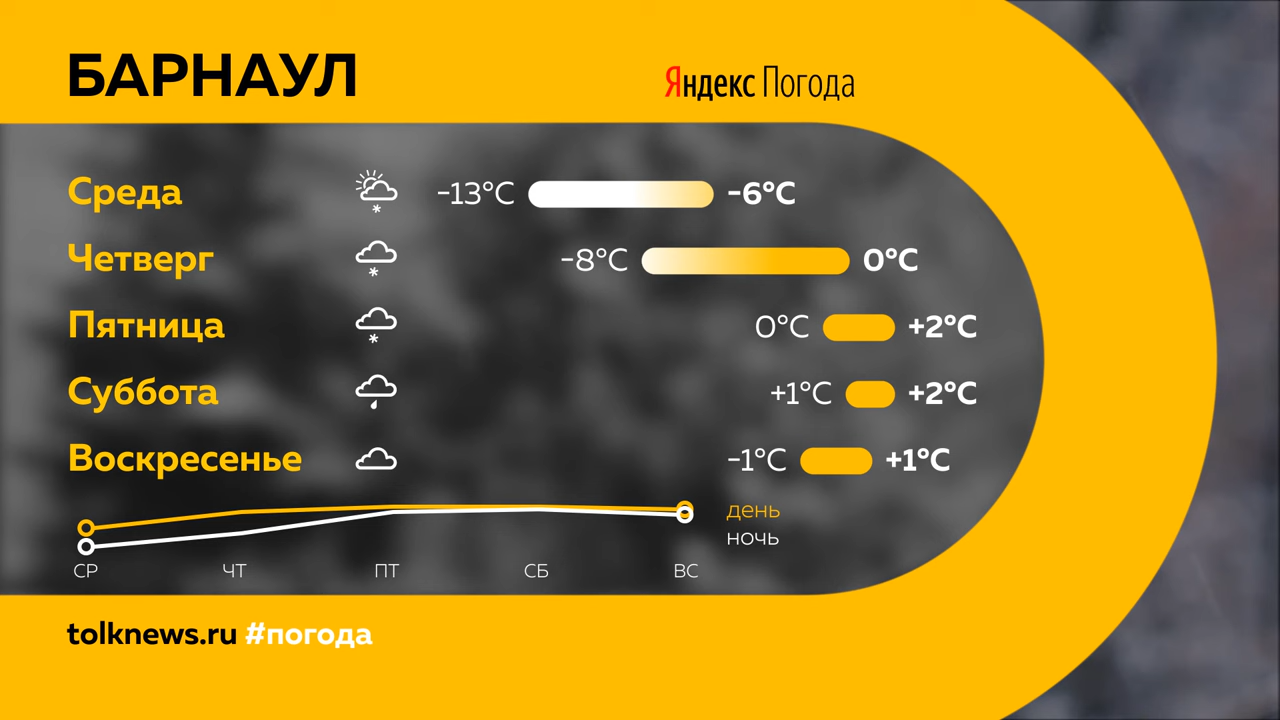 БАРНАУЛ
Яндекс Погода
Среда -13°C -6°C
Четверг -8°C 0°C
Пятница 0°C +2°C
Суббота +1°C +2°C
Воскресенье -1°C +1°C
день
ночь
СР ЧТ ПТ СБ ВС
tolknews.ru #погода